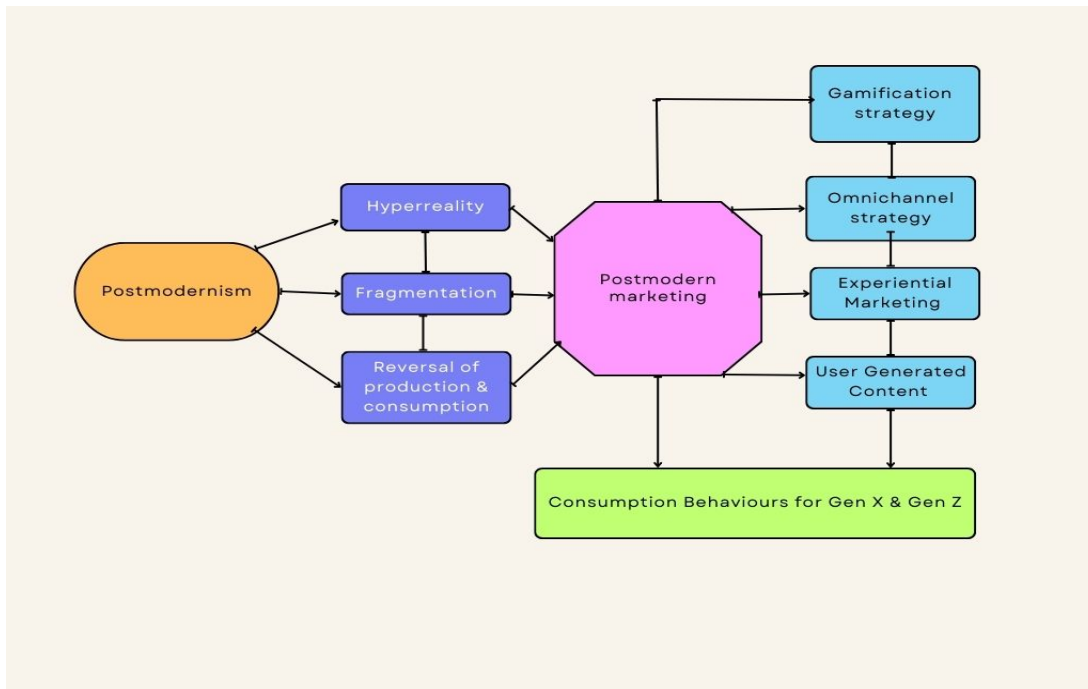 Postmodernism
Hyperreality
Fragmentation
Reversal of
production &
consumption
Postmodern
marketing
Gamification
strategy
Omnichannel
strategy
Experiential
Marketing
User Generated
Content
Consumption Behaviours for Gen X & Gen Z